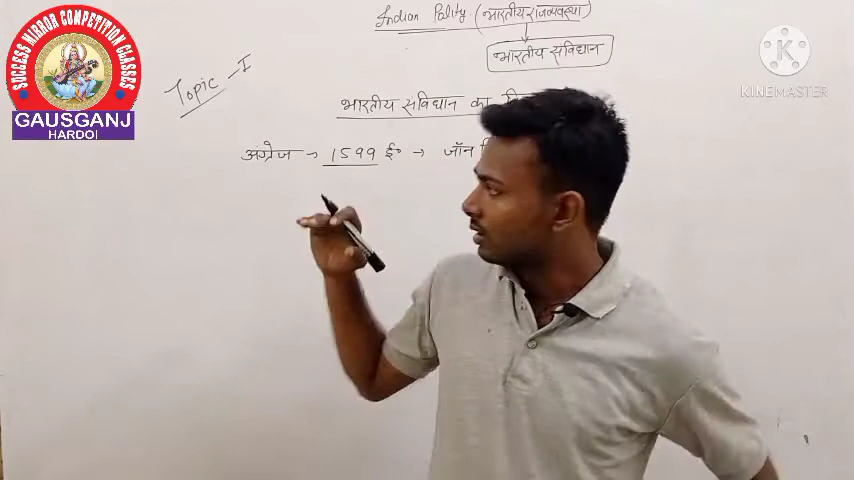 SUCCESS MIRROR COMPETITION CLASSES
GAUSGANJ
HARDOI
Indian Polity (भारतीय राजव्यवस्था)
भारतीय संविधान
KINEMASTER
Topic - I
भारतीय संविधान का
अंग्रेज → 1599 ई० → जॉन